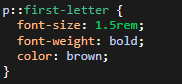 p::first-letter {
  font-size: 1.5rem;
  font-weight: bold;
  color: brown;
}